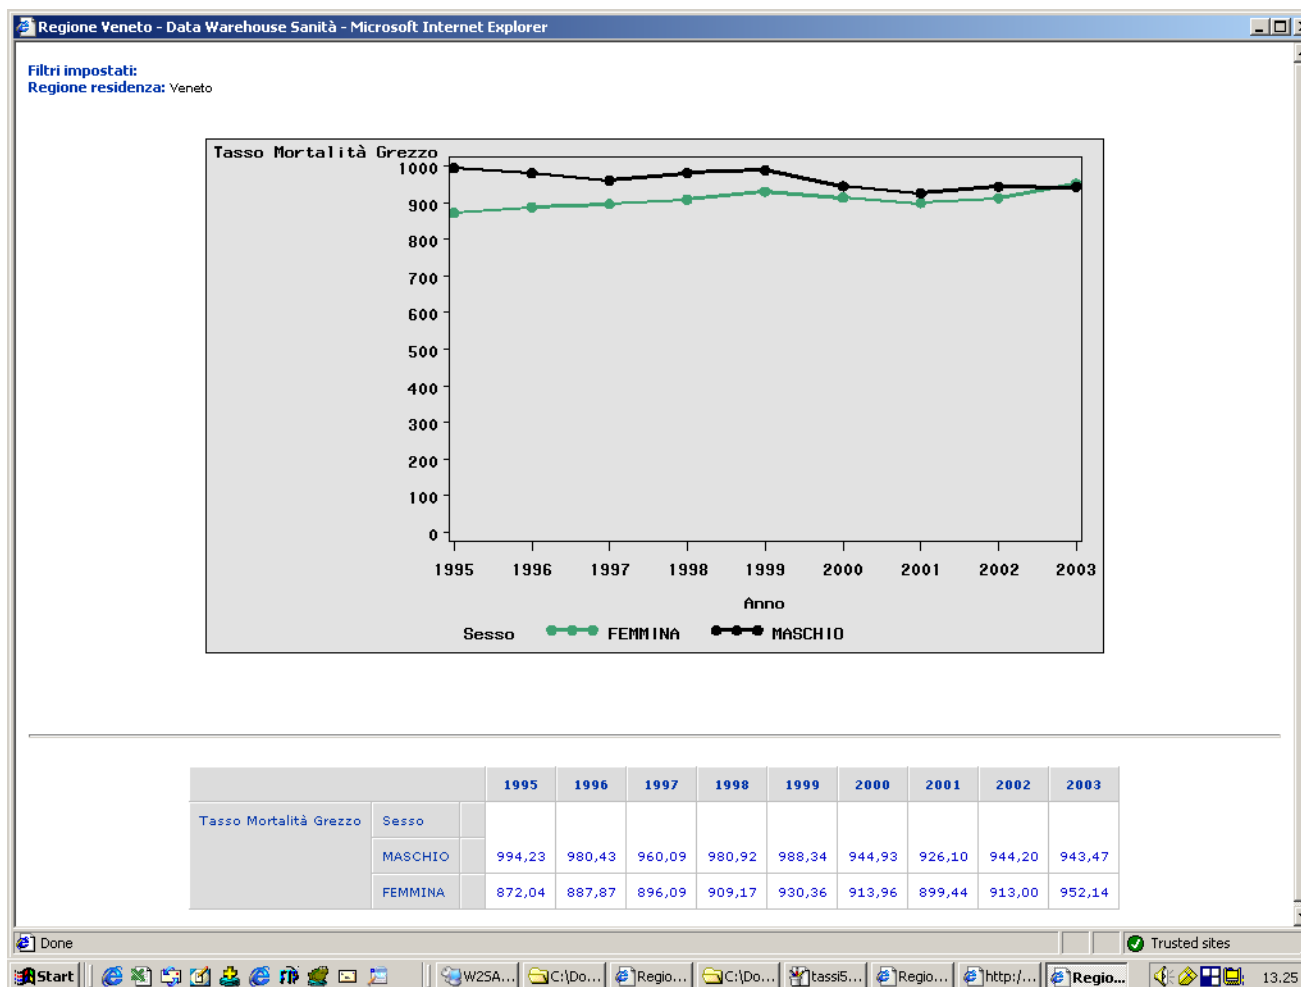 Regione Veneto - Data Warehouse Sanità - Microsoft Internet Explorer
Filtri impostati:
Regione residenza: Veneto
Tasso Mortalità Grezzo
1000
900
800
700
600
500
400
300
200
100
0
1995 1996 1997 1998 1999 2000 2001 2002 2003
Anno
Sesso FEMMINA MASCHIO
1995 1996 1997 1998 1999 2000 2001 2002 2003
Tasso Mortalità Grezzo Sesso
MASCHIO 994,23 980,43 960,09 980,92 988,34 944,93 926,10 944,20 943,47
FEMMINA 872,04 887,87 896,09 909,17 930,36 913,96 899,44 913,00 952,14
Done Trusted sites
Start W2SA... C:\Do... Regio... C:\Do... tassi5... Regio... http:/... Regio... 13.25